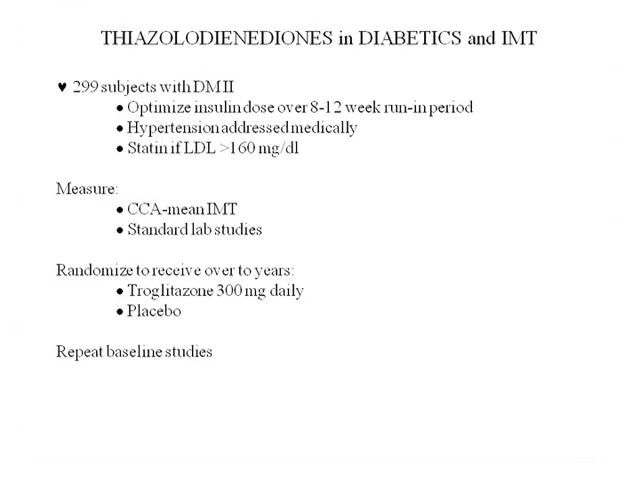 THIAZOLODIENEDIONES in DIABETICS and IMT
♥ 299 subjects with DM II
● Optimize insulin dose over 8-12 week run-in period
● Hypertension addressed medically
● Statin if LDL >160 mg/dl
Measure:
● CCA-mean IMT
● Standard lab studies
Randomize to receive over to years:
● Troglitazone 300 mg daily
● Placebo
Repeat baseline studies